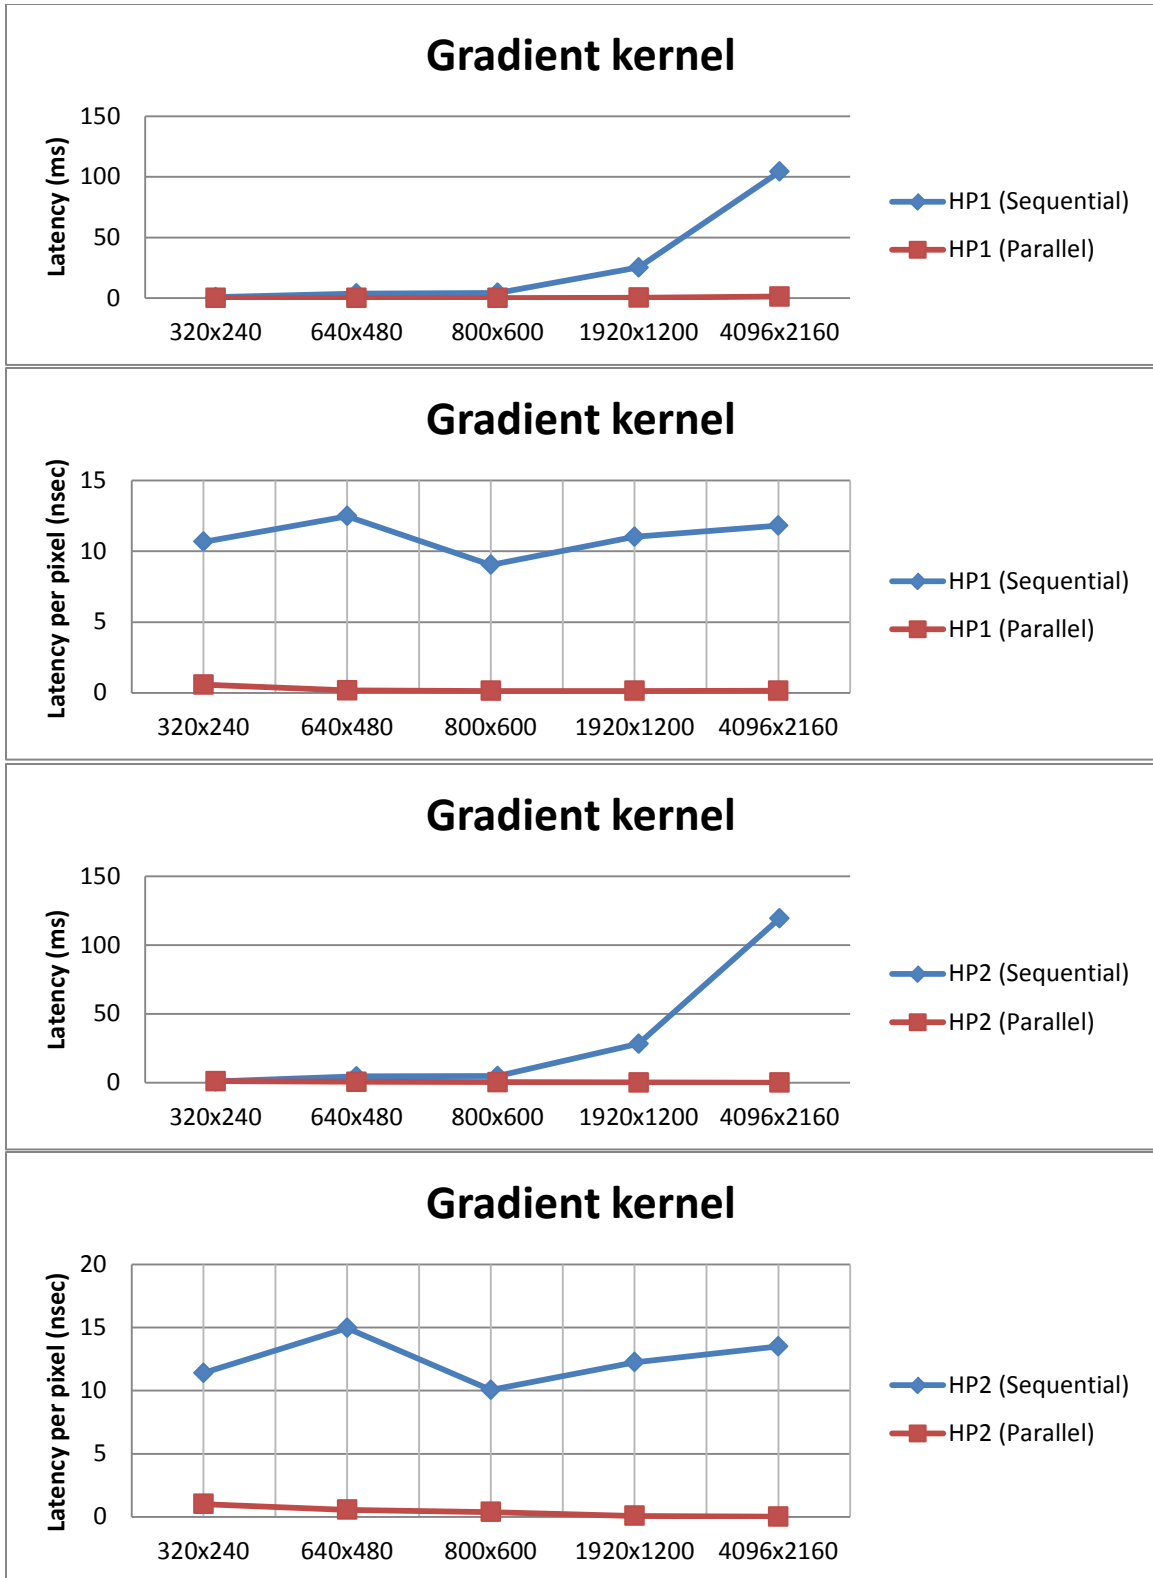 Gradient kernel
Latency (ms)
150
100
50
0
320x240 640x480 800x600 1920x1200 4096x2160
HP1 (Sequential)
HP1 (Parallel)
Gradient kernel
Latency per pixel (nsec)
15
10
5
0
320x240 640x480 800x600 1920x1200 4096x2160
HP1 (Sequential)
HP1 (Parallel)
Gradient kernel
Latency (ms)
150
100
50
0
320x240 640x480 800x600 1920x1200 4096x2160
HP2 (Sequential)
HP2 (Parallel)
Gradient kernel
Latency per pixel (nsec)
20
15
10
5
0
320x240 640x480 800x600 1920x1200 4096x2160
HP2 (Sequential)
HP2 (Parallel)